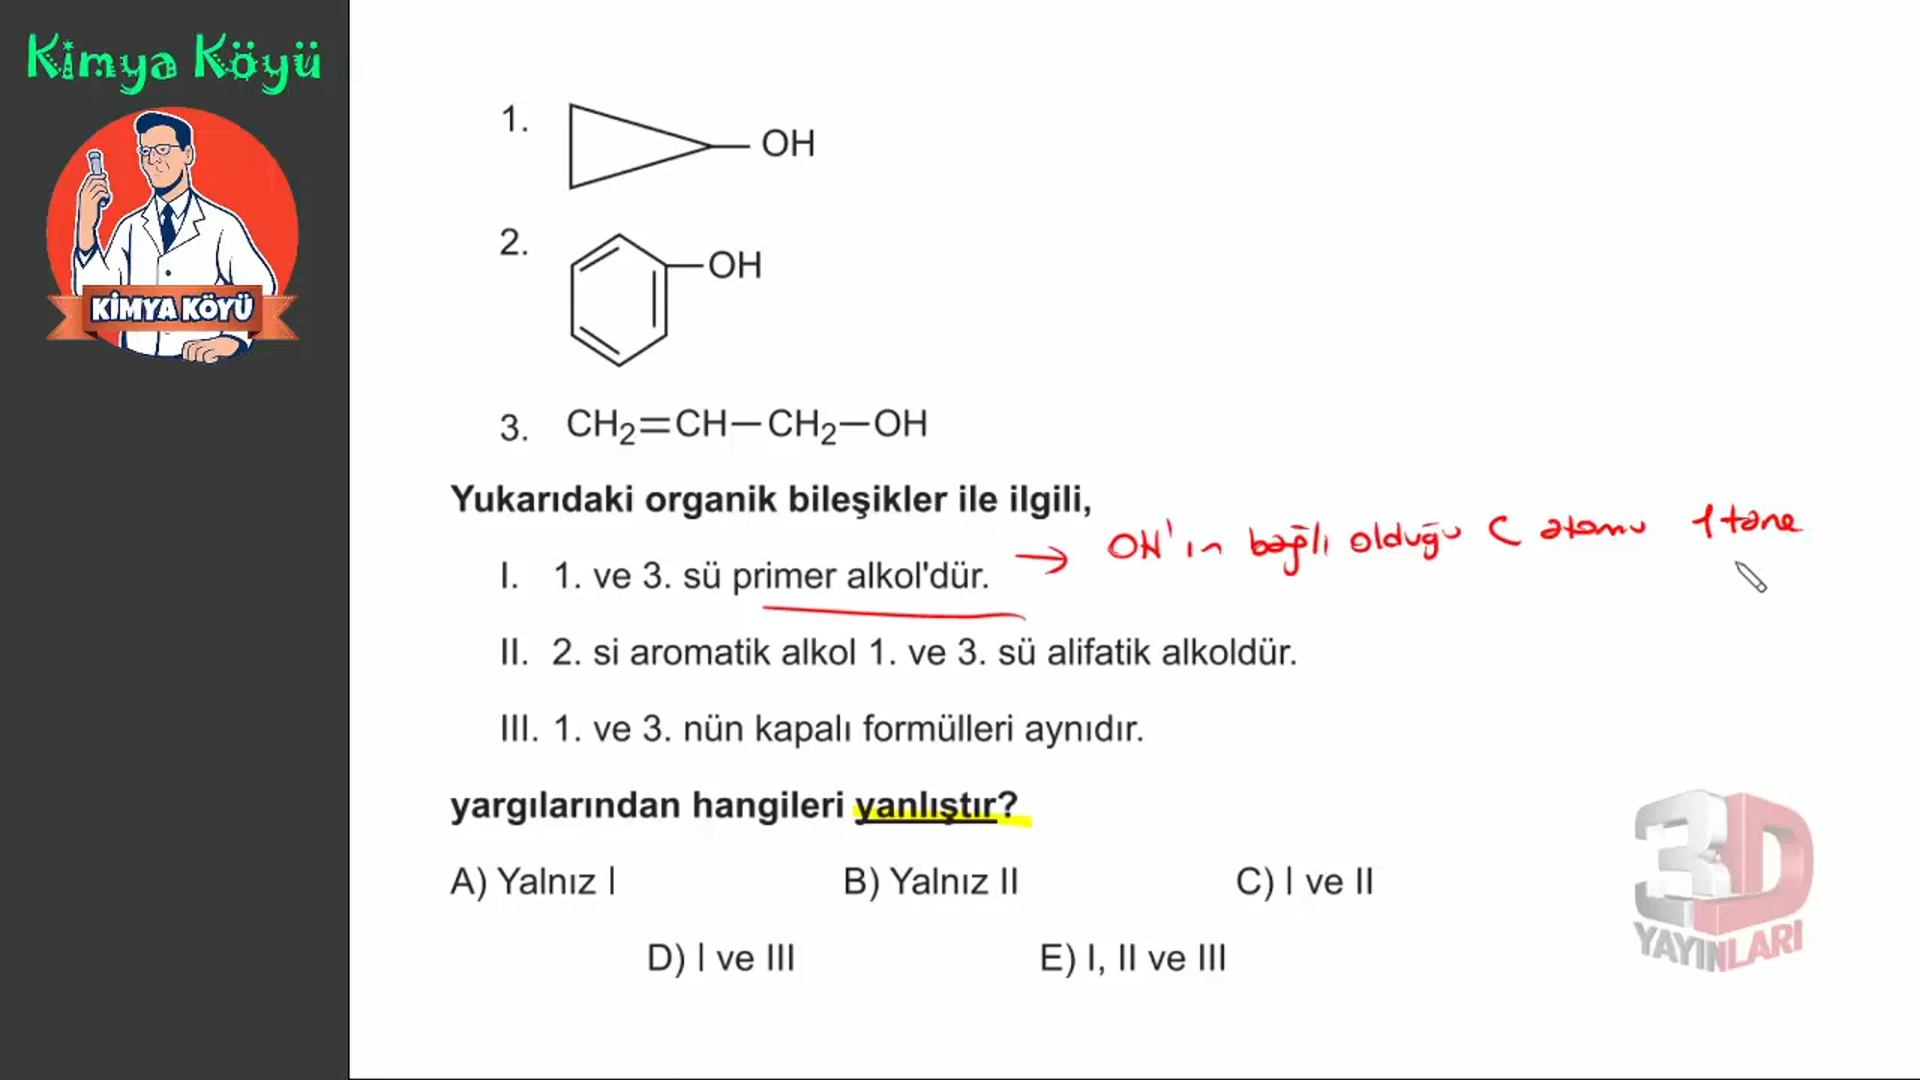 Kimya Köyü
KİMYA KÖYÜ
1. OH
2. OH
3. CH₂=CH—CH₂—OH
Yukarıdaki organik bileşikler ile ilgili,
I. 1. ve 3. sü primer alkol'dür. → OH'ın bağlı olduğu C atomu 1 tane
II. 2. si aromatik alkol 1. ve 3. sü alifatik alkoldür.
III. 1. ve 3. nün kapalı formülleri aynıdır.
yargılarından hangileri yanlıştır?
A) Yalnız I B) Yalnız II C) I ve II
D) I ve III E) I, II ve III
3D
YAYINLARI